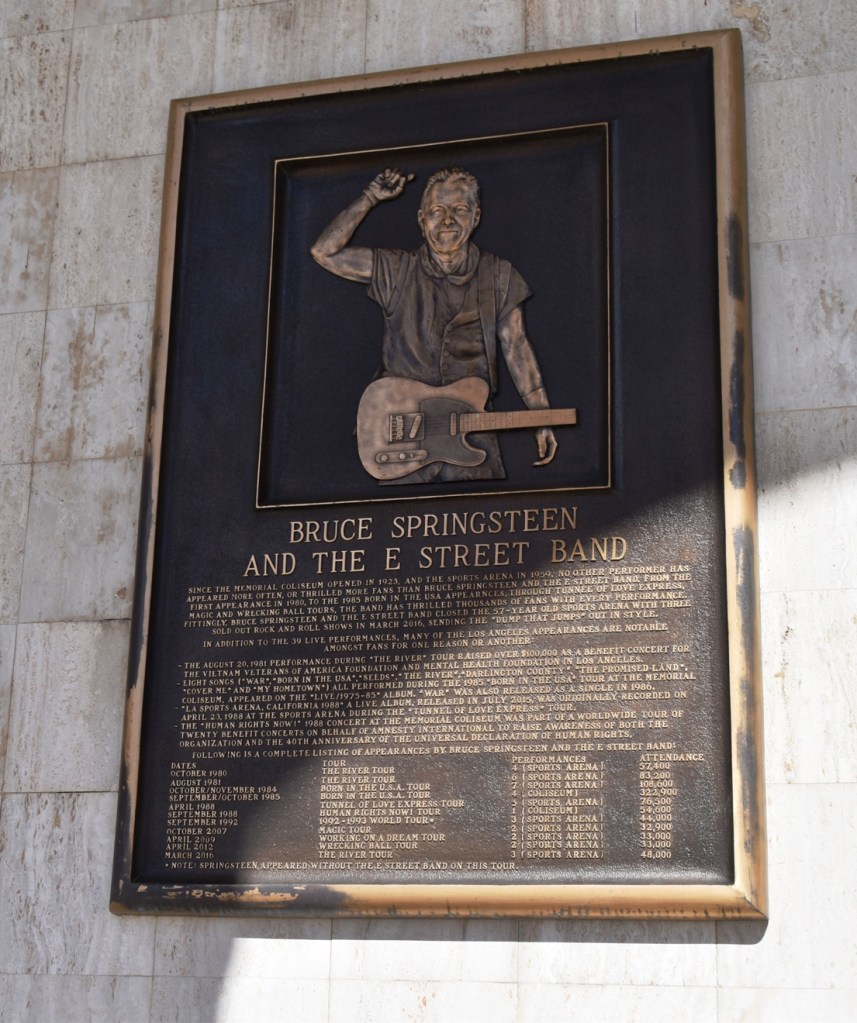 BRUCE SPRINGSTEEN
AND THE E STREET BAND
SINCE THE MEMORIAL COLISEUM OPENED IN 1923, AND THE SPORTS ARENA IN 1959, NO OTHER PERFORMER HAS
APPEARED MORE OFTEN, OR THRILLED MORE FANS THAN BRUCE SPRINGSTEEN AND THE E STREET BAND. FROM THE
FIRST APPEARANCE IN 1980, TO THE 1985 BORN IN THE USA APPEARNCES, THROUGH TUNNEL OF LOVE EXPRESS,
MAGIC AND WRECKING BALL TOURS, THE BAND HAS THRILLED THOUSANDS OF FANS WITH EVERY PERFORMANCE.
FITTINGLY, BRUCE SPRINGSTEEN AND THE E STREET BAND CLOSED THE 57-YEAR OLD SPORTS ARENA WITH THREE
SOLD OUT ROCK AND ROLL SHOWS IN MARCH 2016, SENDING THE "DUMP THAT JUMPS" OUT IN STYLE.
IN ADDITION TO THE 39 LIVE PERFORMANCES, MANY OF THE LOS ANGELES APPEARANCES ARE NOTABLE
AMONGST FANS FOR ONE REASON OR ANOTHER:
- THE AUGUST 20, 1981 PERFORMANCE DURING "THE RIVER" TOUR RAISED OVER $100,000 AS A BENEFIT CONCERT FOR
THE VIETNAM VETERANS OF AMERICA FOUNDATION AND MENTAL HEALTH FOUNDATION IN LOS ANGELES.
- EIGHT SONGS ("WAR", "BORN IN THE USA", "SEEDS", "THE RIVER", "DARLINGTON COUNTY", "THE PROMISED LAND",
"COVER ME" AND "MY HOMETOWN") ALL PERFORMED DURING THE 1985 "BORN IN THE USA" TOUR AT THE MEMORIAL
COLISEUM, APPEARED ON THE "LIVE/1975-85" ALBUM. "WAR" WAS ALSO RELEASED AS A SINGLE IN 1986.
- "LA SPORTS ARENA, CALIFORNIA 1988" A LIVE ALBUM, RELEASED IN JULY 2015, WAS ORIGINALLY RECORDED ON
APRIL 23, 1988 AT THE SPORTS ARENA DURING THE "TUNNEL OF LOVE EXPRESS" TOUR.
- THE "HUMAN RIGHTS NOW!" 1988 CONCERT AT THE MEMORIAL COLISEUM WAS PART OF A WORLDWIDE TOUR OF
TWENTY BENEFIT CONCERTS ON BEHALF OF AMNESTY INTERNATIONAL TO RAISE AWARENESS OF BOTH THE
ORGANIZATION AND THE 40TH ANNIVERSARY OF THE UNIVERSAL DECLARATION OF HUMAN RIGHTS.
FOLLOWING IS A COMPLETE LISTING OF APPEARANCES BY BRUCE SPRINGSTEEN AND THE E STREET BAND:
DATES TOUR PERFORMANCES ATTENDANCE
OCTOBER 1980 THE RIVER TOUR 4 (SPORTS ARENA) 57,400
AUGUST 1981 THE RIVER TOUR 6 (SPORTS ARENA) 83,200
OCTOBER/NOVEMBER 1984 BORN IN THE U.S.A. TOUR 7 (SPORTS ARENA) 108,600
SEPTEMBER/OCTOBER 1985 BORN IN THE U.S.A. TOUR 4 (COLISEUM) 322,900
APRIL 1988 TUNNEL OF LOVE EXPRESS TOUR 5 (SPORTS ARENA) 76,500
SEPTEMBER 1988 HUMAN RIGHTS NOW! TOUR 1 (COLISEUM) 54,600
SEPTEMBER 1992 1992-1993 WORLD TOUR* 3 (SPORTS ARENA) 44,000
OCTOBER 2007 MAGIC TOUR 2 (SPORTS ARENA) 32,900
APRIL 2009 WORKING ON A DREAM TOUR 2 (SPORTS ARENA) 33,000
APRIL 2012 WRECKING BALL TOUR 2 (SPORTS ARENA) 33,000
MARCH 2016 THE RIVER TOUR 3 (SPORTS ARENA) 48,000
* NOTE: SPRINGSTEEN APPEARED WITHOUT THE E STREET BAND ON THIS TOUR.